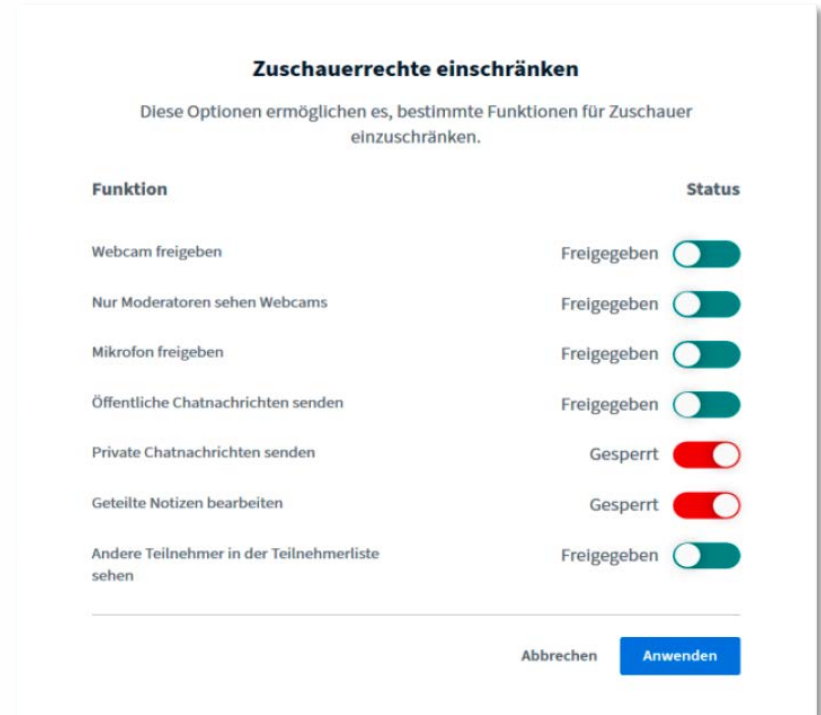 Zuschauerrechte einschränken
Diese Optionen ermöglichen es, bestimmte Funktionen für Zuschauer
einzuschränken.
Funktion Status
Webcam freigeben Freigegeben
Nur Moderatoren sehen Webcams Freigegeben
Mikrofon freigeben Freigegeben
Öffentliche Chatnachrichten senden Freigegeben
Private Chatnachrichten senden Gesperrt
Geteilte Notizen bearbeiten Gesperrt
Andere Teilnehmer in der Teilnehmerliste Freigegeben
sehen
Abbrechen Anwenden